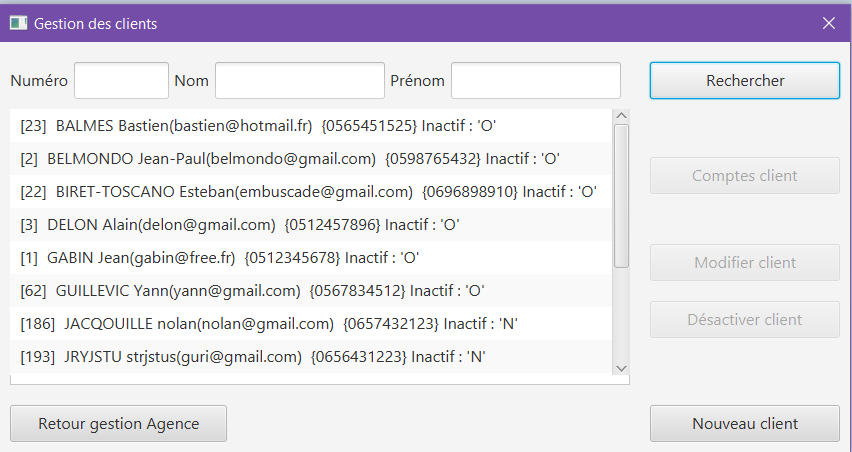 Gestion des clients
Numéro Nom Prénom Rechercher
[23] BALMES Bastien(bastien@hotmail.fr) {0565451525} Inactif : 'O'
[2] BELMONDO Jean-Paul(belmondo@gmail.com) {0598765432} Inactif : 'O'
[22] BIRET-TOSCANO Esteban(embuscade@gmail.com) {0696898910} Inactif : 'O'
Comptes client
[3] DELON Alain(delon@gmail.com) {0512457896} Inactif : 'O'
[1] GABIN Jean(gabin@free.fr) {0512345678} Inactif : 'O'
Modifier client
[62] GUILLEVIC Yann(yann@gmail.com) {0567834512} Inactif : 'O'
[186] JACQOUILLE nolan(nolan@gmail.com) {0657432123} Inactif : 'N'
Désactiver client
[193] JRYJSTU strjstus(guri@gmail.com) {0656431223} Inactif : 'N'
Retour gestion Agence
Nouveau client